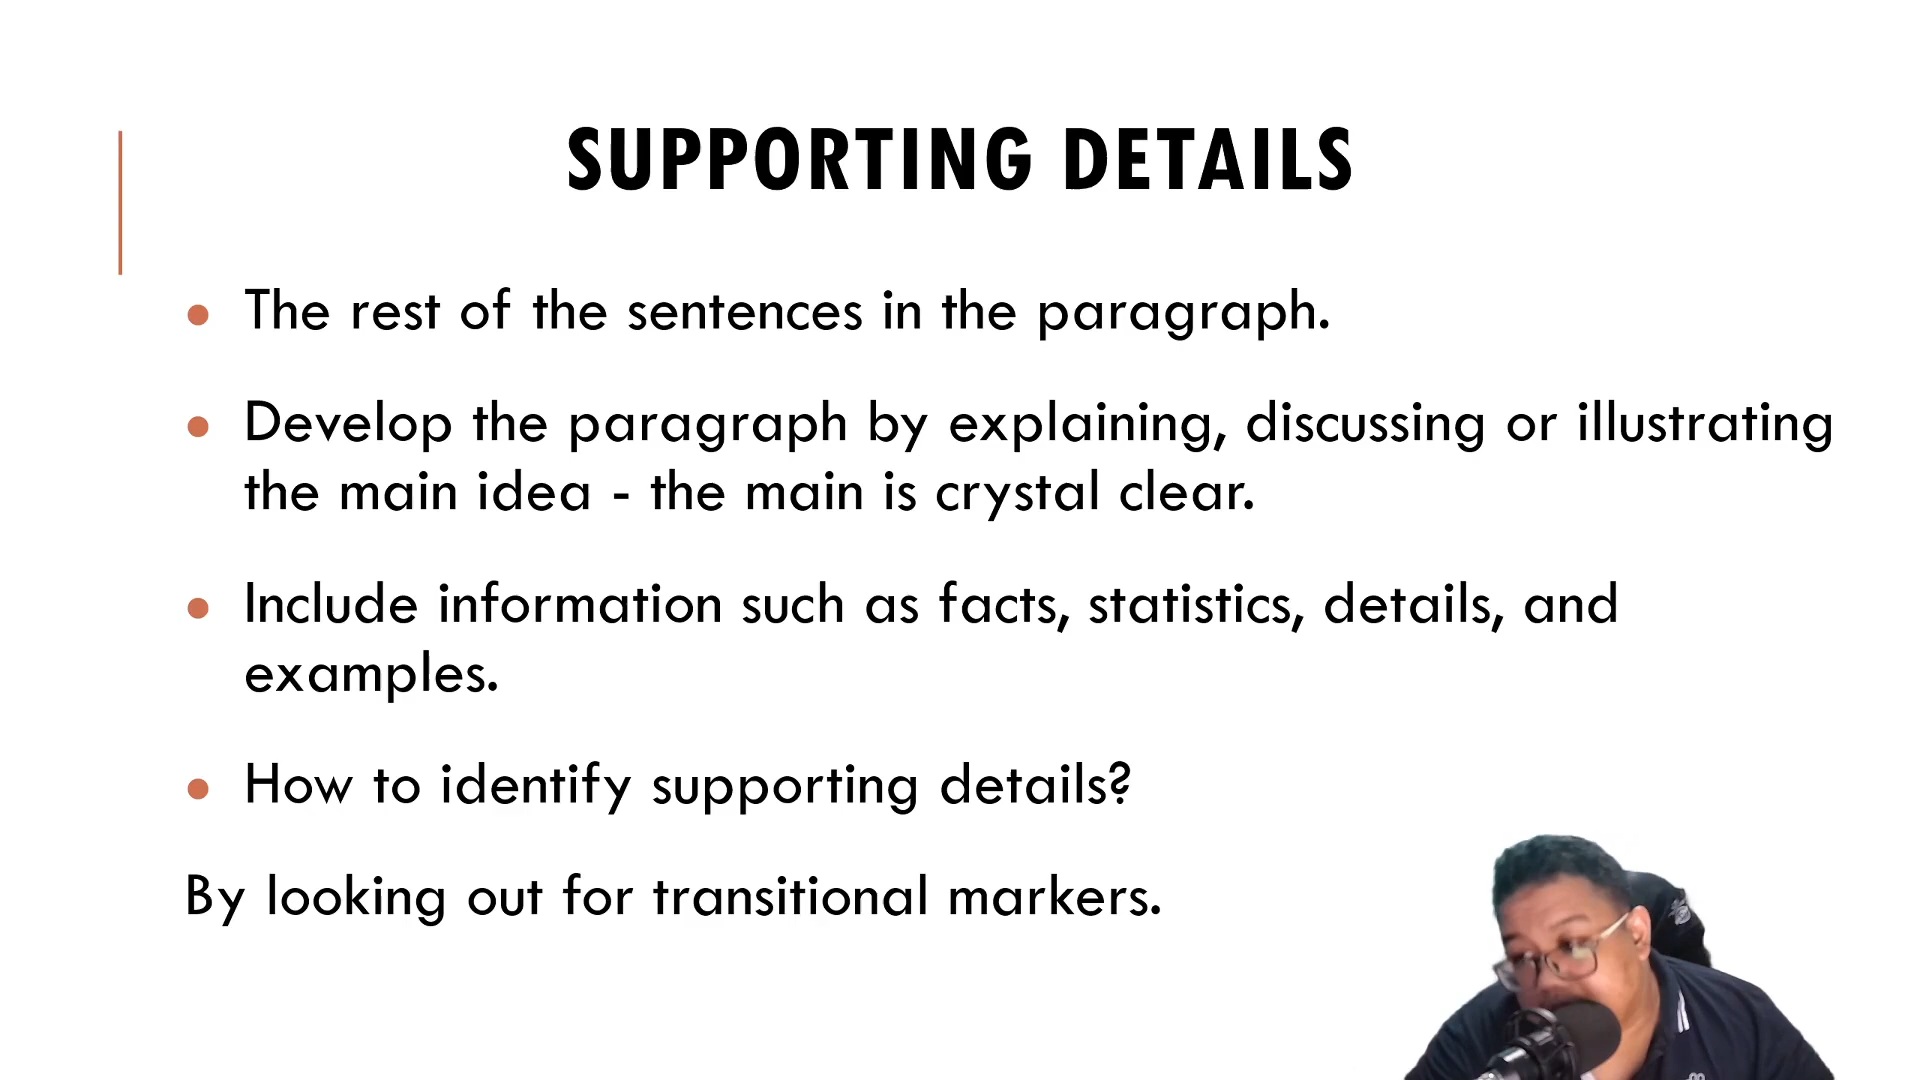 SUPPORTING DETAILS
• The rest of the sentences in the paragraph.
• Develop the paragraph by explaining, discussing or illustrating
the main idea - the main is crystal clear.
• Include information such as facts, statistics, details, and
examples.
• How to identify supporting details?
By looking out for transitional markers.